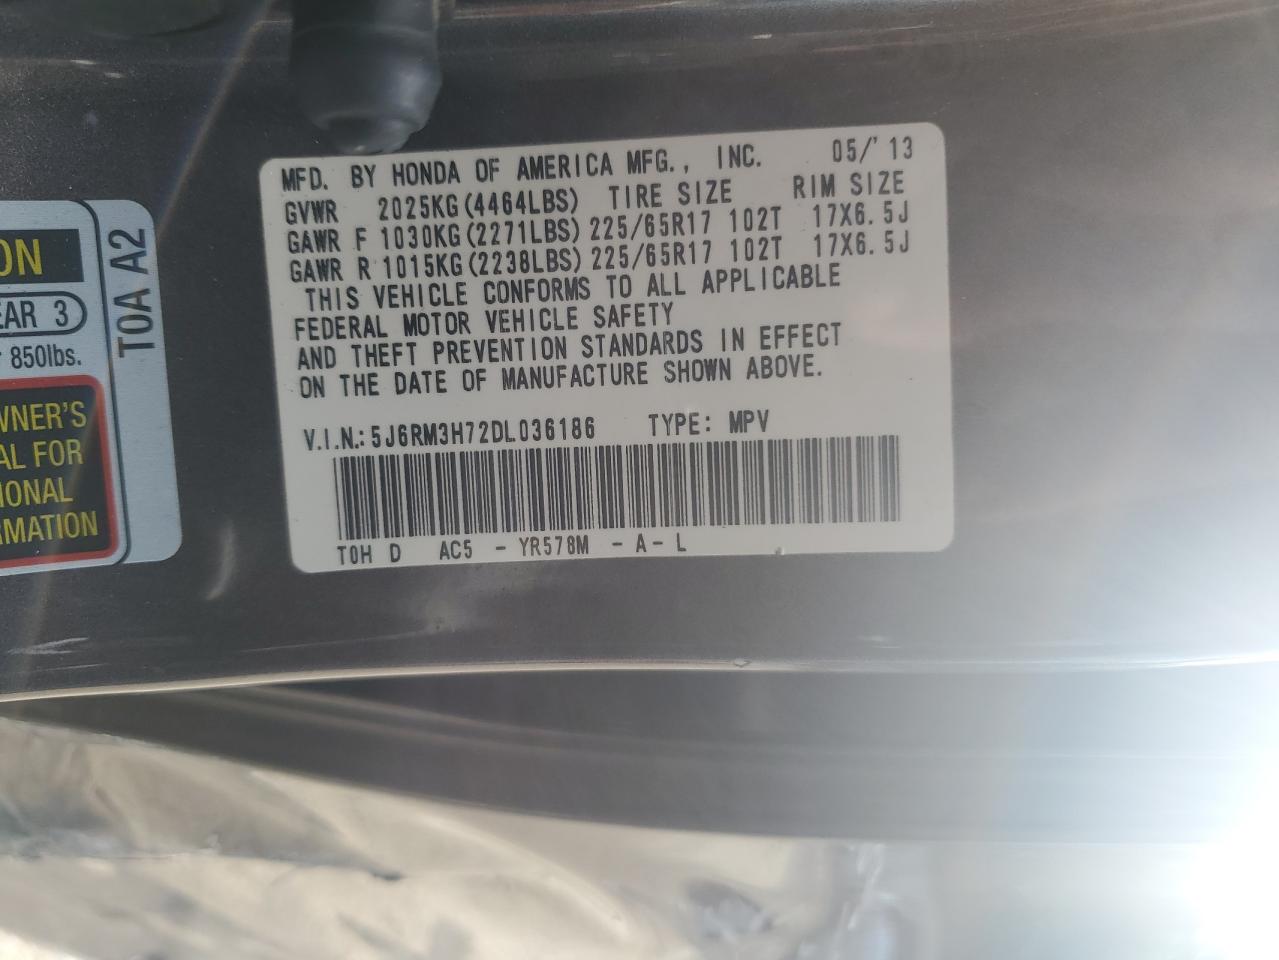 MFD. BY HONDA OF AMERICA MFG., INC. 05/'13
GVWR 2025KG(4464LBS) TIRE SIZE RIM SIZE
GAWR F 1030KG(2271LBS) 225/65R17 102T 17X6.5J
GAWR R 1015KG(2238LBS) 225/65R17 102T 17X6.5J
THIS VEHICLE CONFORMS TO ALL APPLICABLE
FEDERAL MOTOR VEHICLE SAFETY
AND THEFT PREVENTION STANDARDS IN EFFECT
ON THE DATE OF MANUFACTURE SHOWN ABOVE.
V.I.N.: 5J6RM3H72DL036186 TYPE: MPV
T0H D AC5 - YR578M - A - L
ON
EAR 3
850lbs.
WNER'S
AL FOR
IONAL
RMATION
T0A A2